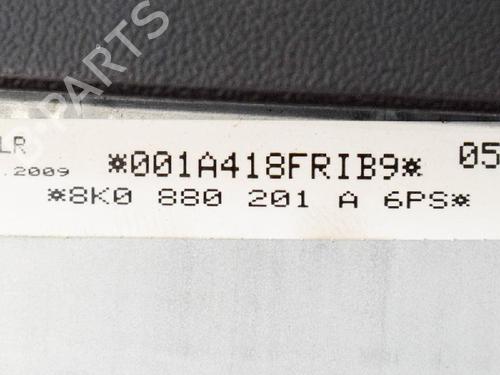 LR *001A418FRIB9* 05
.2009
*8K0 880 201 A 6PS*
B-PARTS